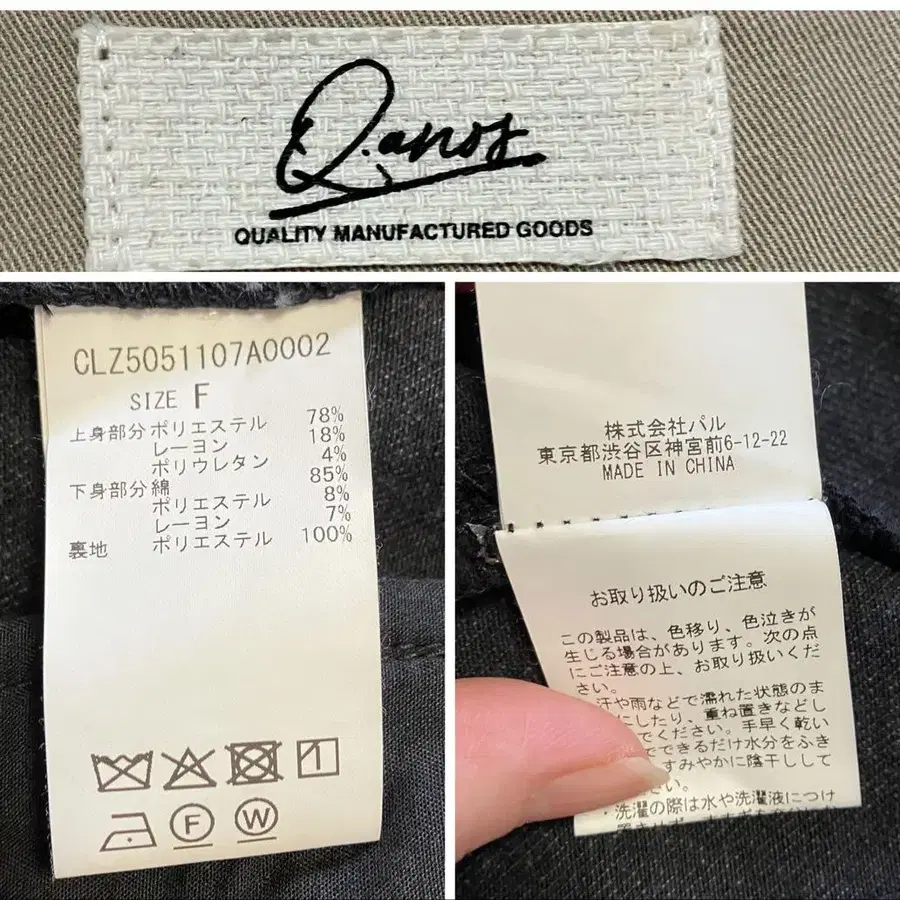 Q.anos
QUALITY MANUFACTURED GOODS
CLZ5051107A0002
SIZE F
上身部分 ポリエステル 78%
レーヨン 18%
ポリウレタン 4%
下身部分 綿 85%
ポリエステル 8%
レーヨン 7%
裏地 ポリエステル 100%
F
W
株式会社パル
東京都渋谷区神宮前6-12-22
MADE IN CHINA
お取り扱いのご注意
この製品は、色移り、色泣きが
生じる場合があります。次の点
にご注意の上、お取り扱いくだ
さい。
汗や雨などで濡れた状態のま
にしたり、重ね置きなどし
でください。手早く乾い
でできるだけ水分をふき
すみやかに陰干しして
さい。
・洗濯の際は水や洗濯液につけ